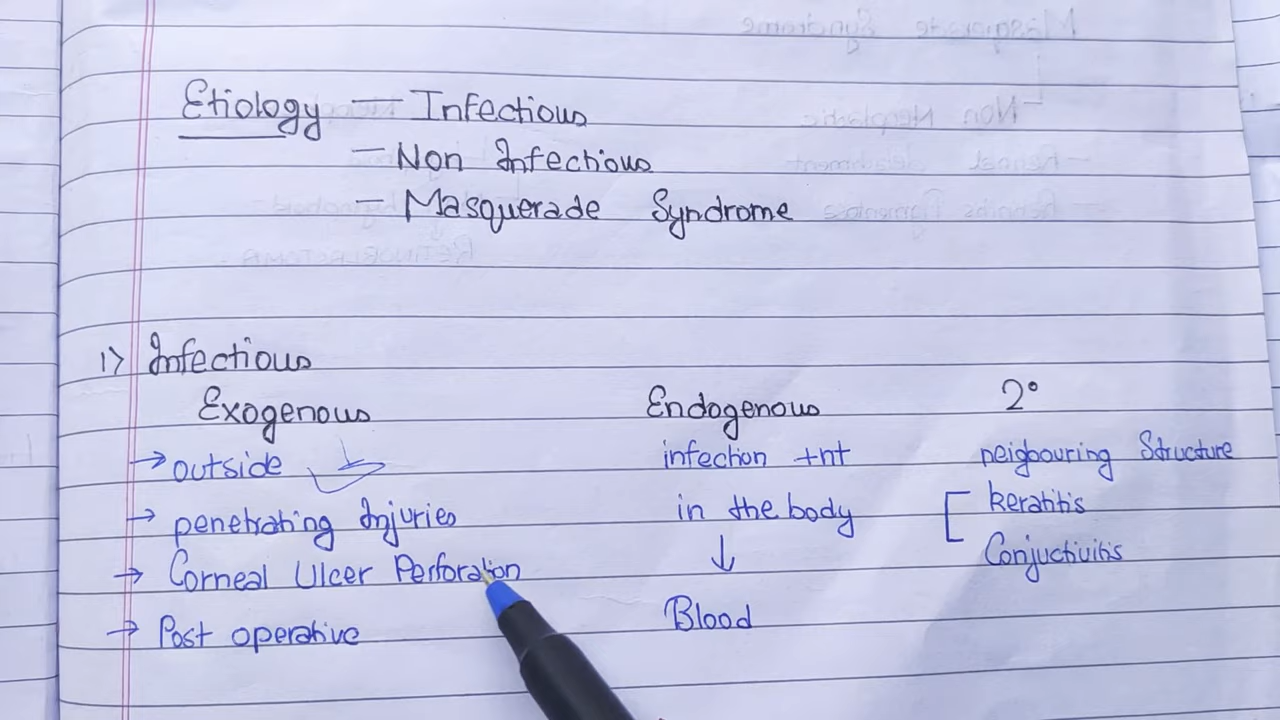 Etiology — Infectious
— Non Infectious
— Masquerade Syndrome
1) Infectious
Exogenous Endogenous 2°
→ outside infection +nt neigbouring Structure
→ penetrating Injuries in the body [ keratitis
→ Corneal Ulcer Perforation ↓ Conjuctivitis
→ Post operative Blood